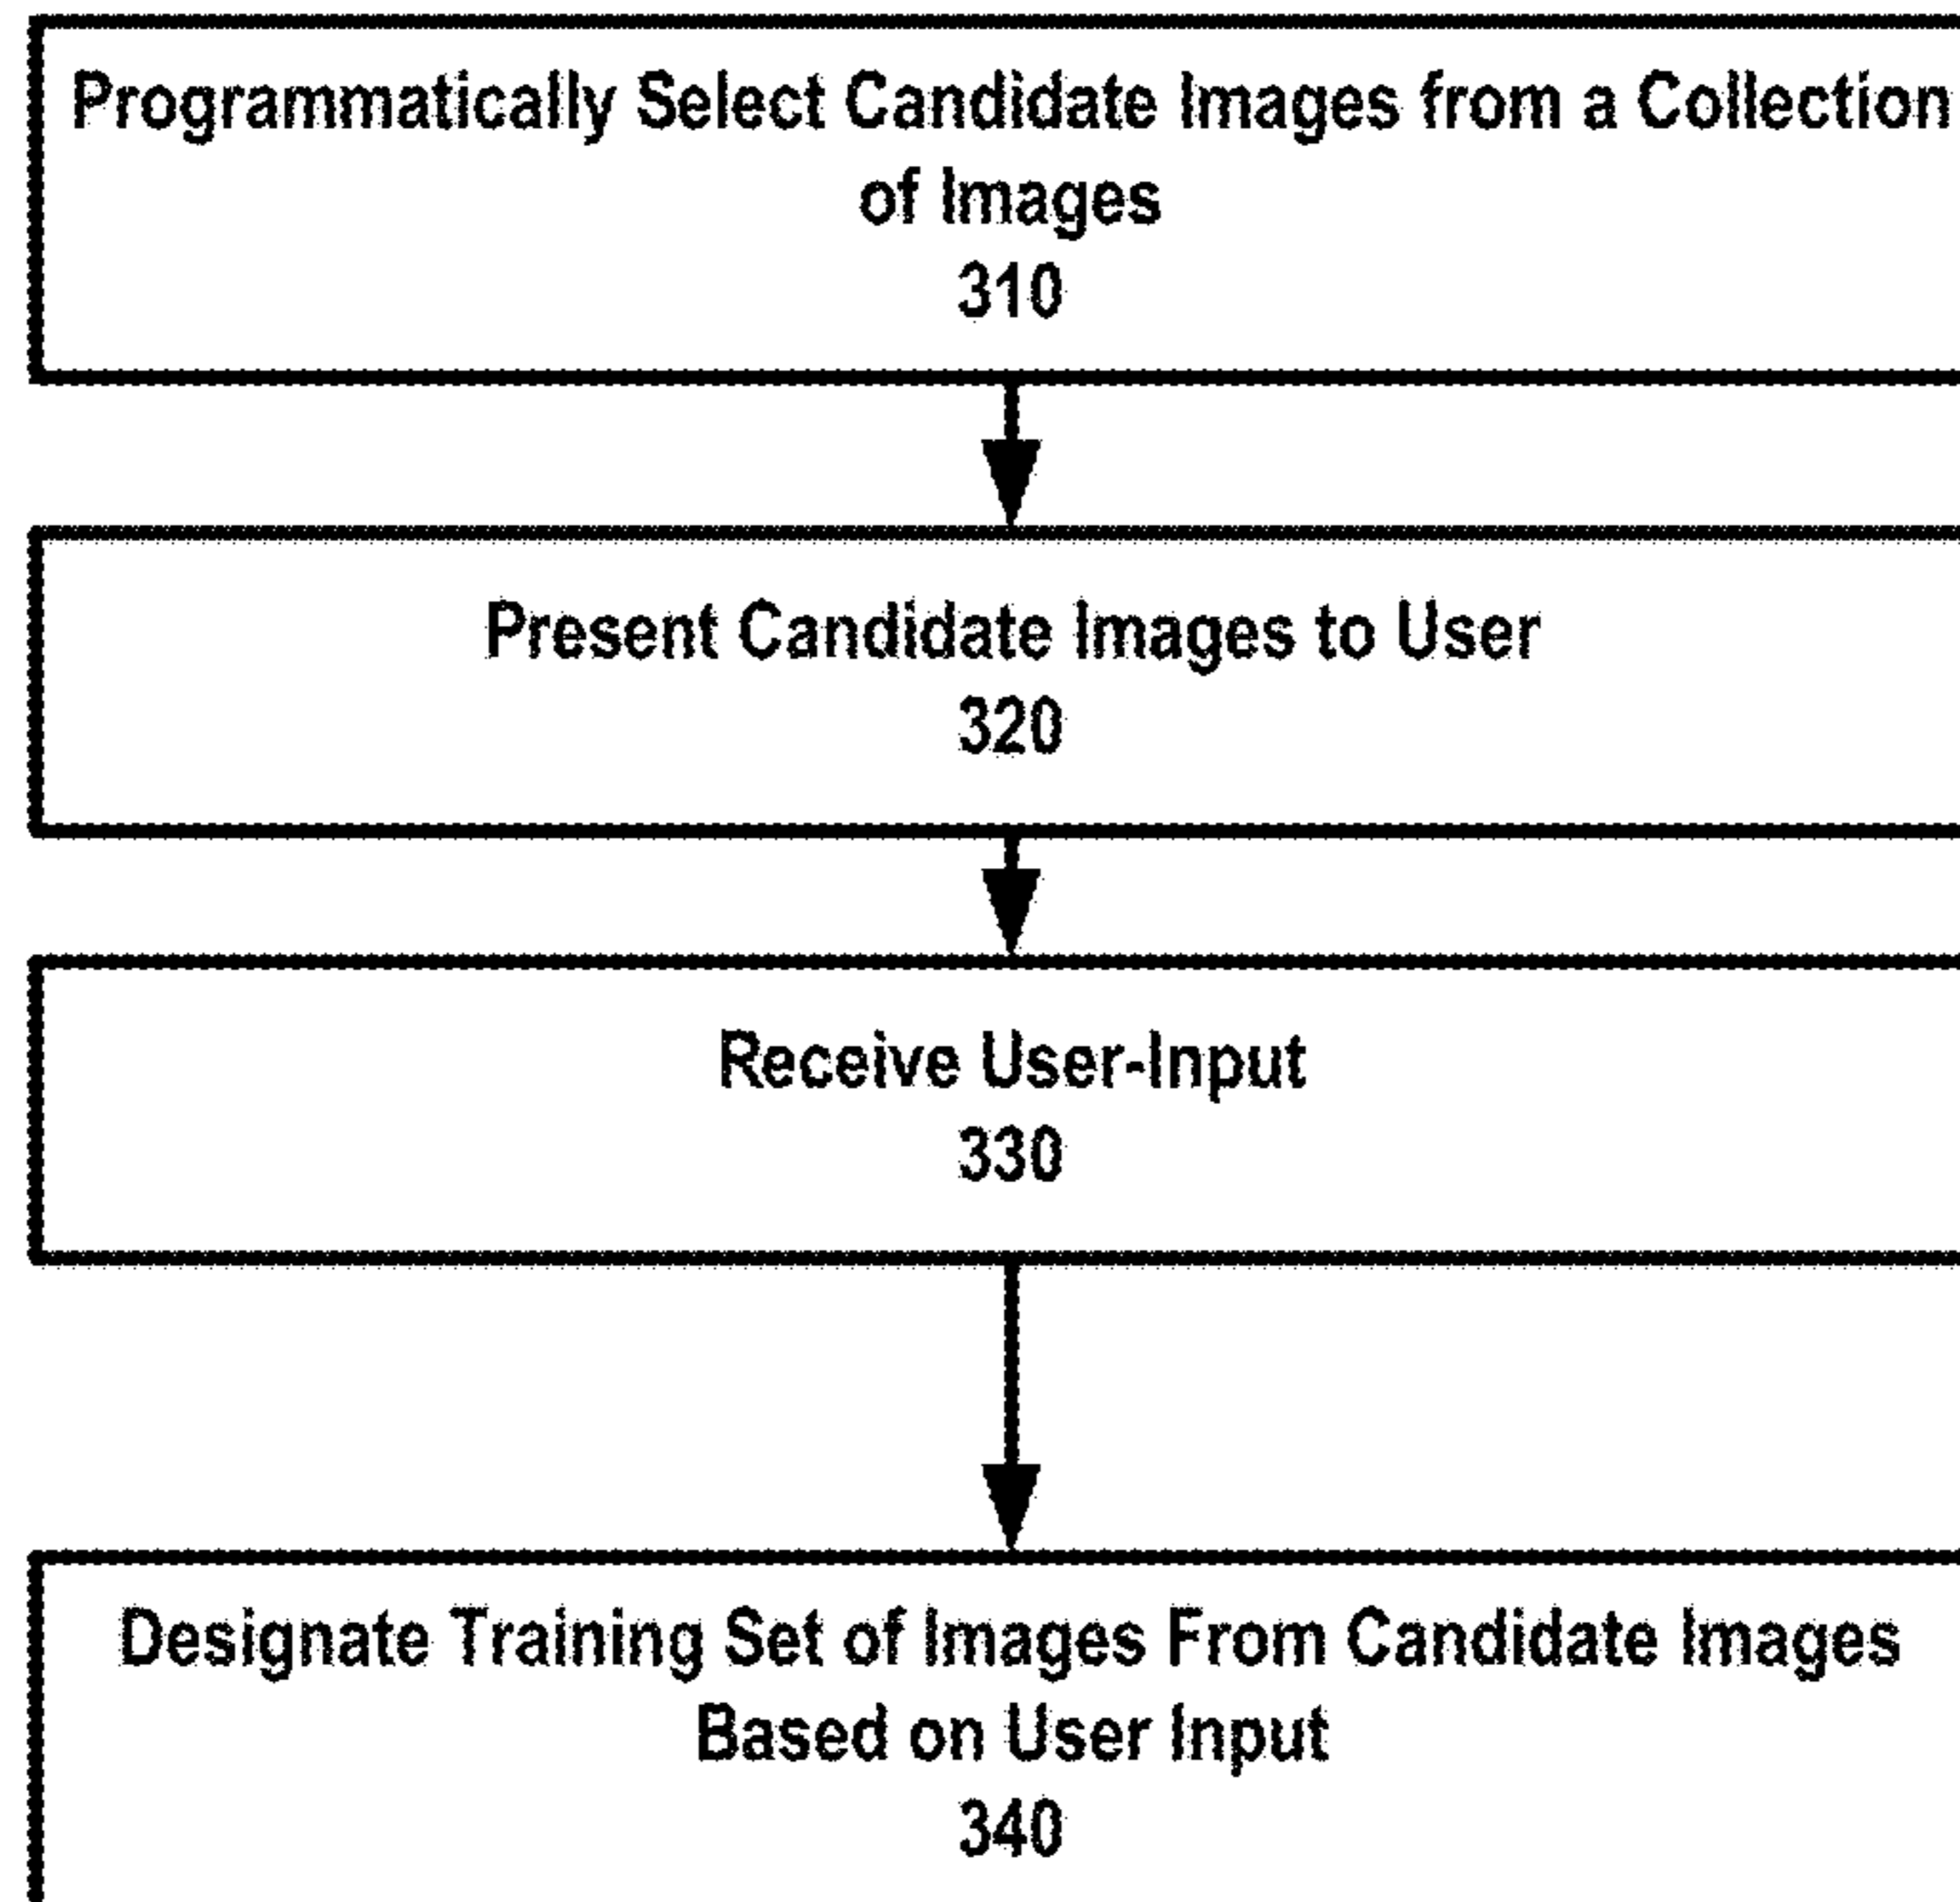 Programmatically Select Candidate Images from a Collection
of Images
310
Present Candidate Images to User
320
Receive User-Input
330
Designate Training Set of Images From Candidate Images
Based on User Input
340